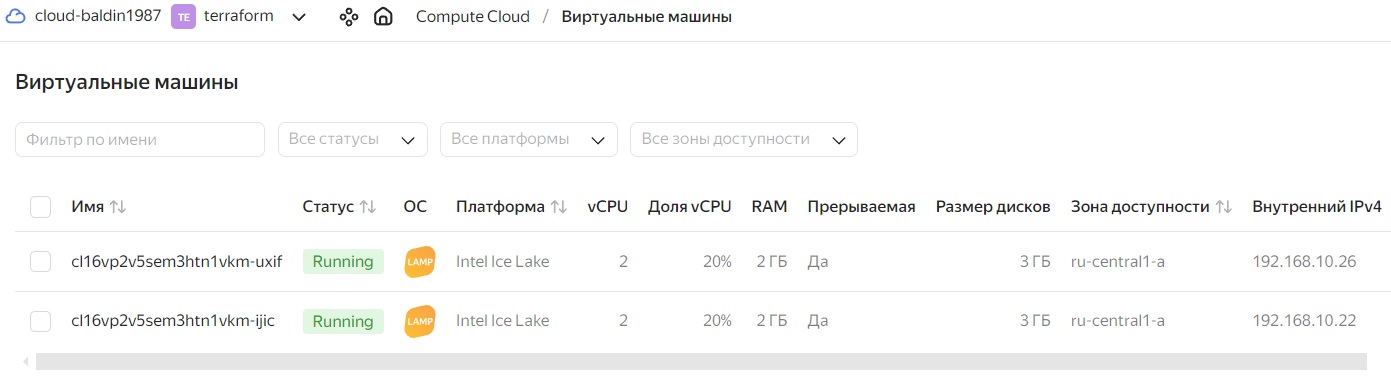 cloud-baldin1987 TE terraform Compute Cloud / Виртуальные машины
Виртуальные машины
Фильтр по имени Все статусы Все платформы Все зоны доступности
Имя Статус ОС Платформа vCPU Доля vCPU RAM Прерываемая Размер дисков Зона доступности Внутренний IPv4
cl16vp2v5sem3htn1vkm-uxif Running LAMP Intel Ice Lake 2 20% 2 ГБ Да 3 ГБ ru-central1-a 192.168.10.26
cl16vp2v5sem3htn1vkm-ijic Running LAMP Intel Ice Lake 2 20% 2 ГБ Да 3 ГБ ru-central1-a 192.168.10.22